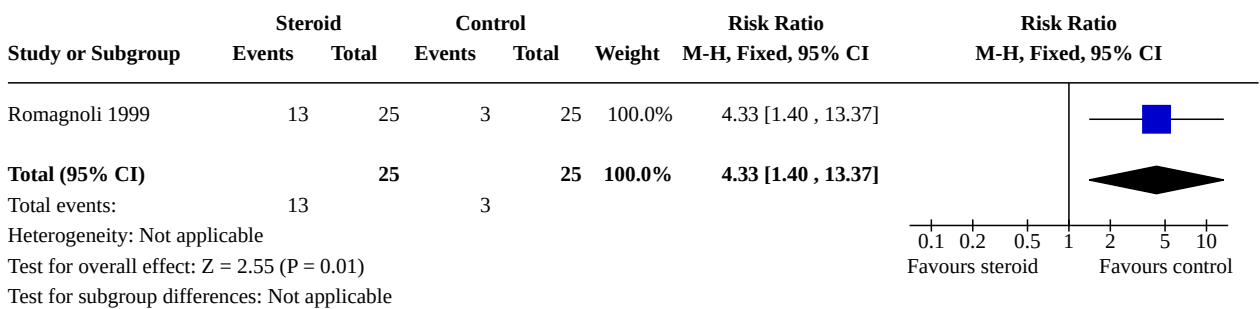 Steroid Control Risk Ratio Risk Ratio
Study or Subgroup Events Total Events Total Weight M-H, Fixed, 95% CI M-H, Fixed, 95% CI
Romagnoli 1999 13 25 3 25 100.0% 4.33 [1.40 , 13.37]
Total (95% CI) 25 25 100.0% 4.33 [1.40 , 13.37]
Total events: 13 3
Heterogeneity: Not applicable
0.1 0.2 0.5 1 2 5 10
Test for overall effect: Z = 2.55 (P = 0.01) Favours steroid Favours control
Test for subgroup differences: Not applicable